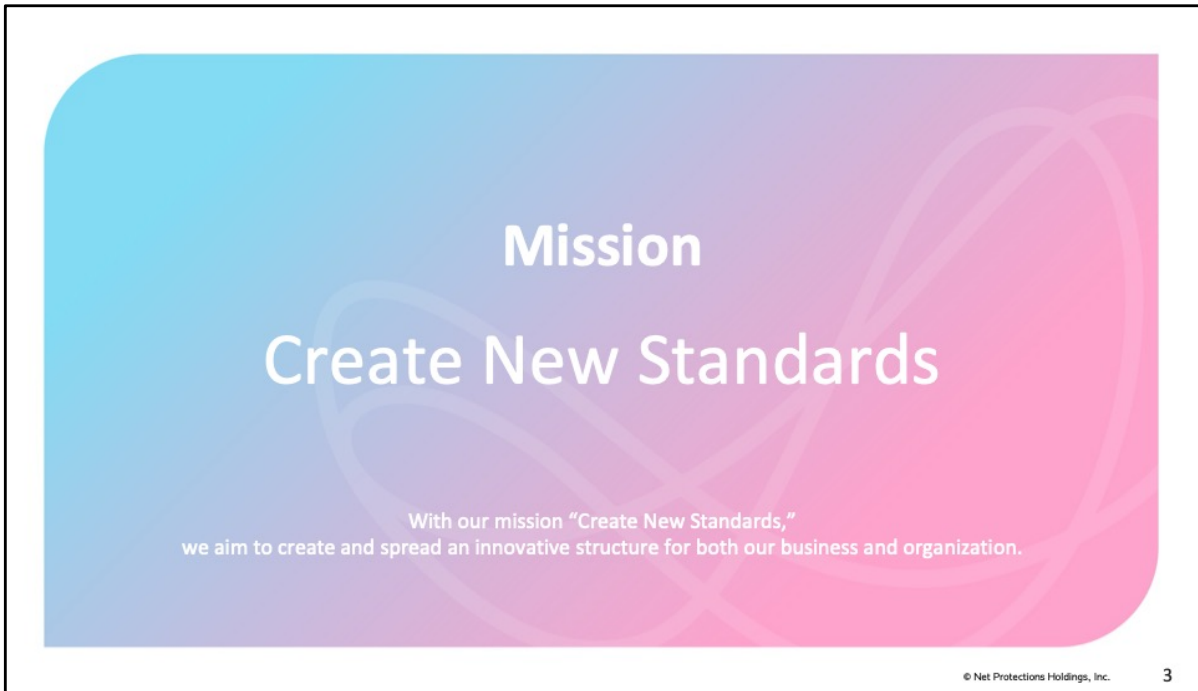 Mission
Create New Standards
With our mission “Create New Standards,”
we aim to create and spread an innovative structure for both our business and organization.
© Net Protections Holdings, Inc.
3